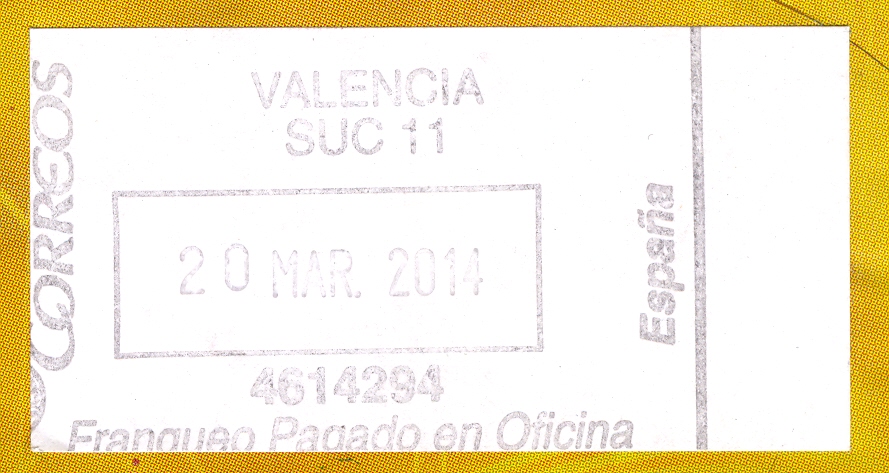 CORREOS
VALENCIA
SUC 11
20 MAR. 2014
España
4614294
Franqueo Pagado en Oficina